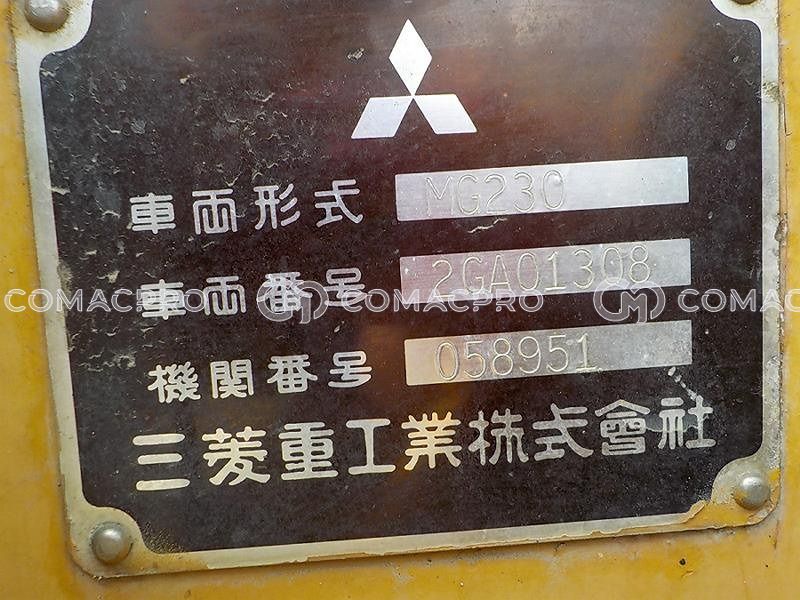 車両形式 MG230
車両番号 2GA01308
COMACPRO COMACPRO COMAC
機関番号 058951
三菱重工業株式會社